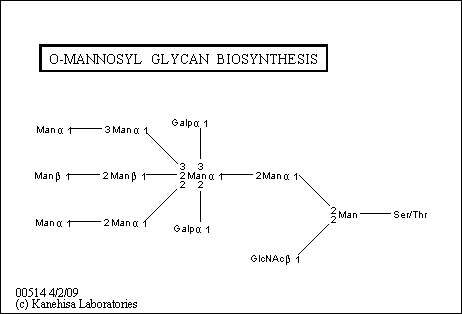 O-MANNOSYL GLYCAN BIOSYNTHESIS
Galpα 1
Manα 1 3Manα 1
3 3
Manβ 1 2Manβ 1 2Manα 1 2Manα 1
2 2
Manα 1 2Manα 1
Galpα 1
2Man Ser/Thr
2
GlcNAcβ 1
00514 4/2/09
(c) Kanehisa Laboratories